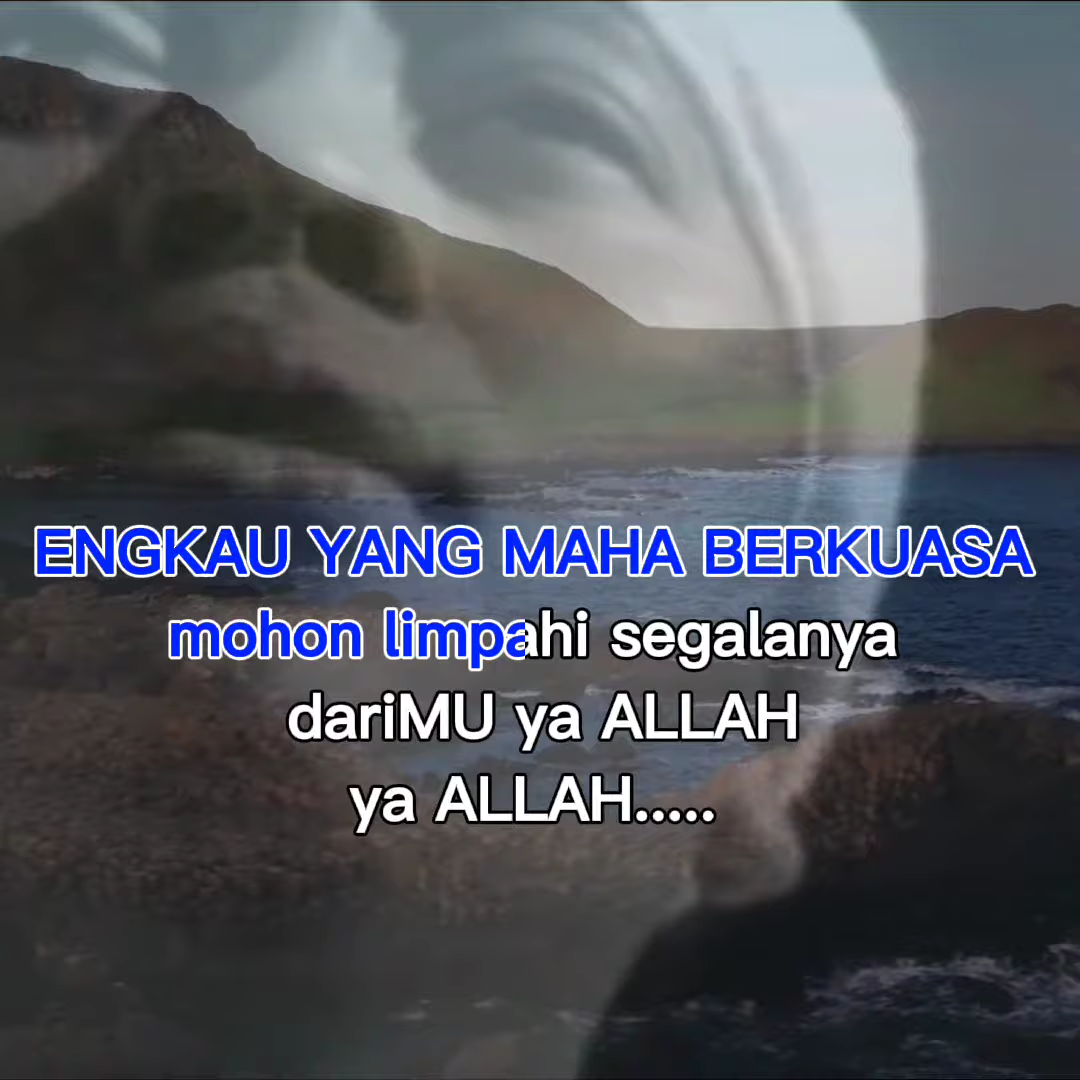 ENGKAU YANG MAHA BERKUASA
mohon limpahi segalanya
dariMU ya ALLAH
ya ALLAH.....